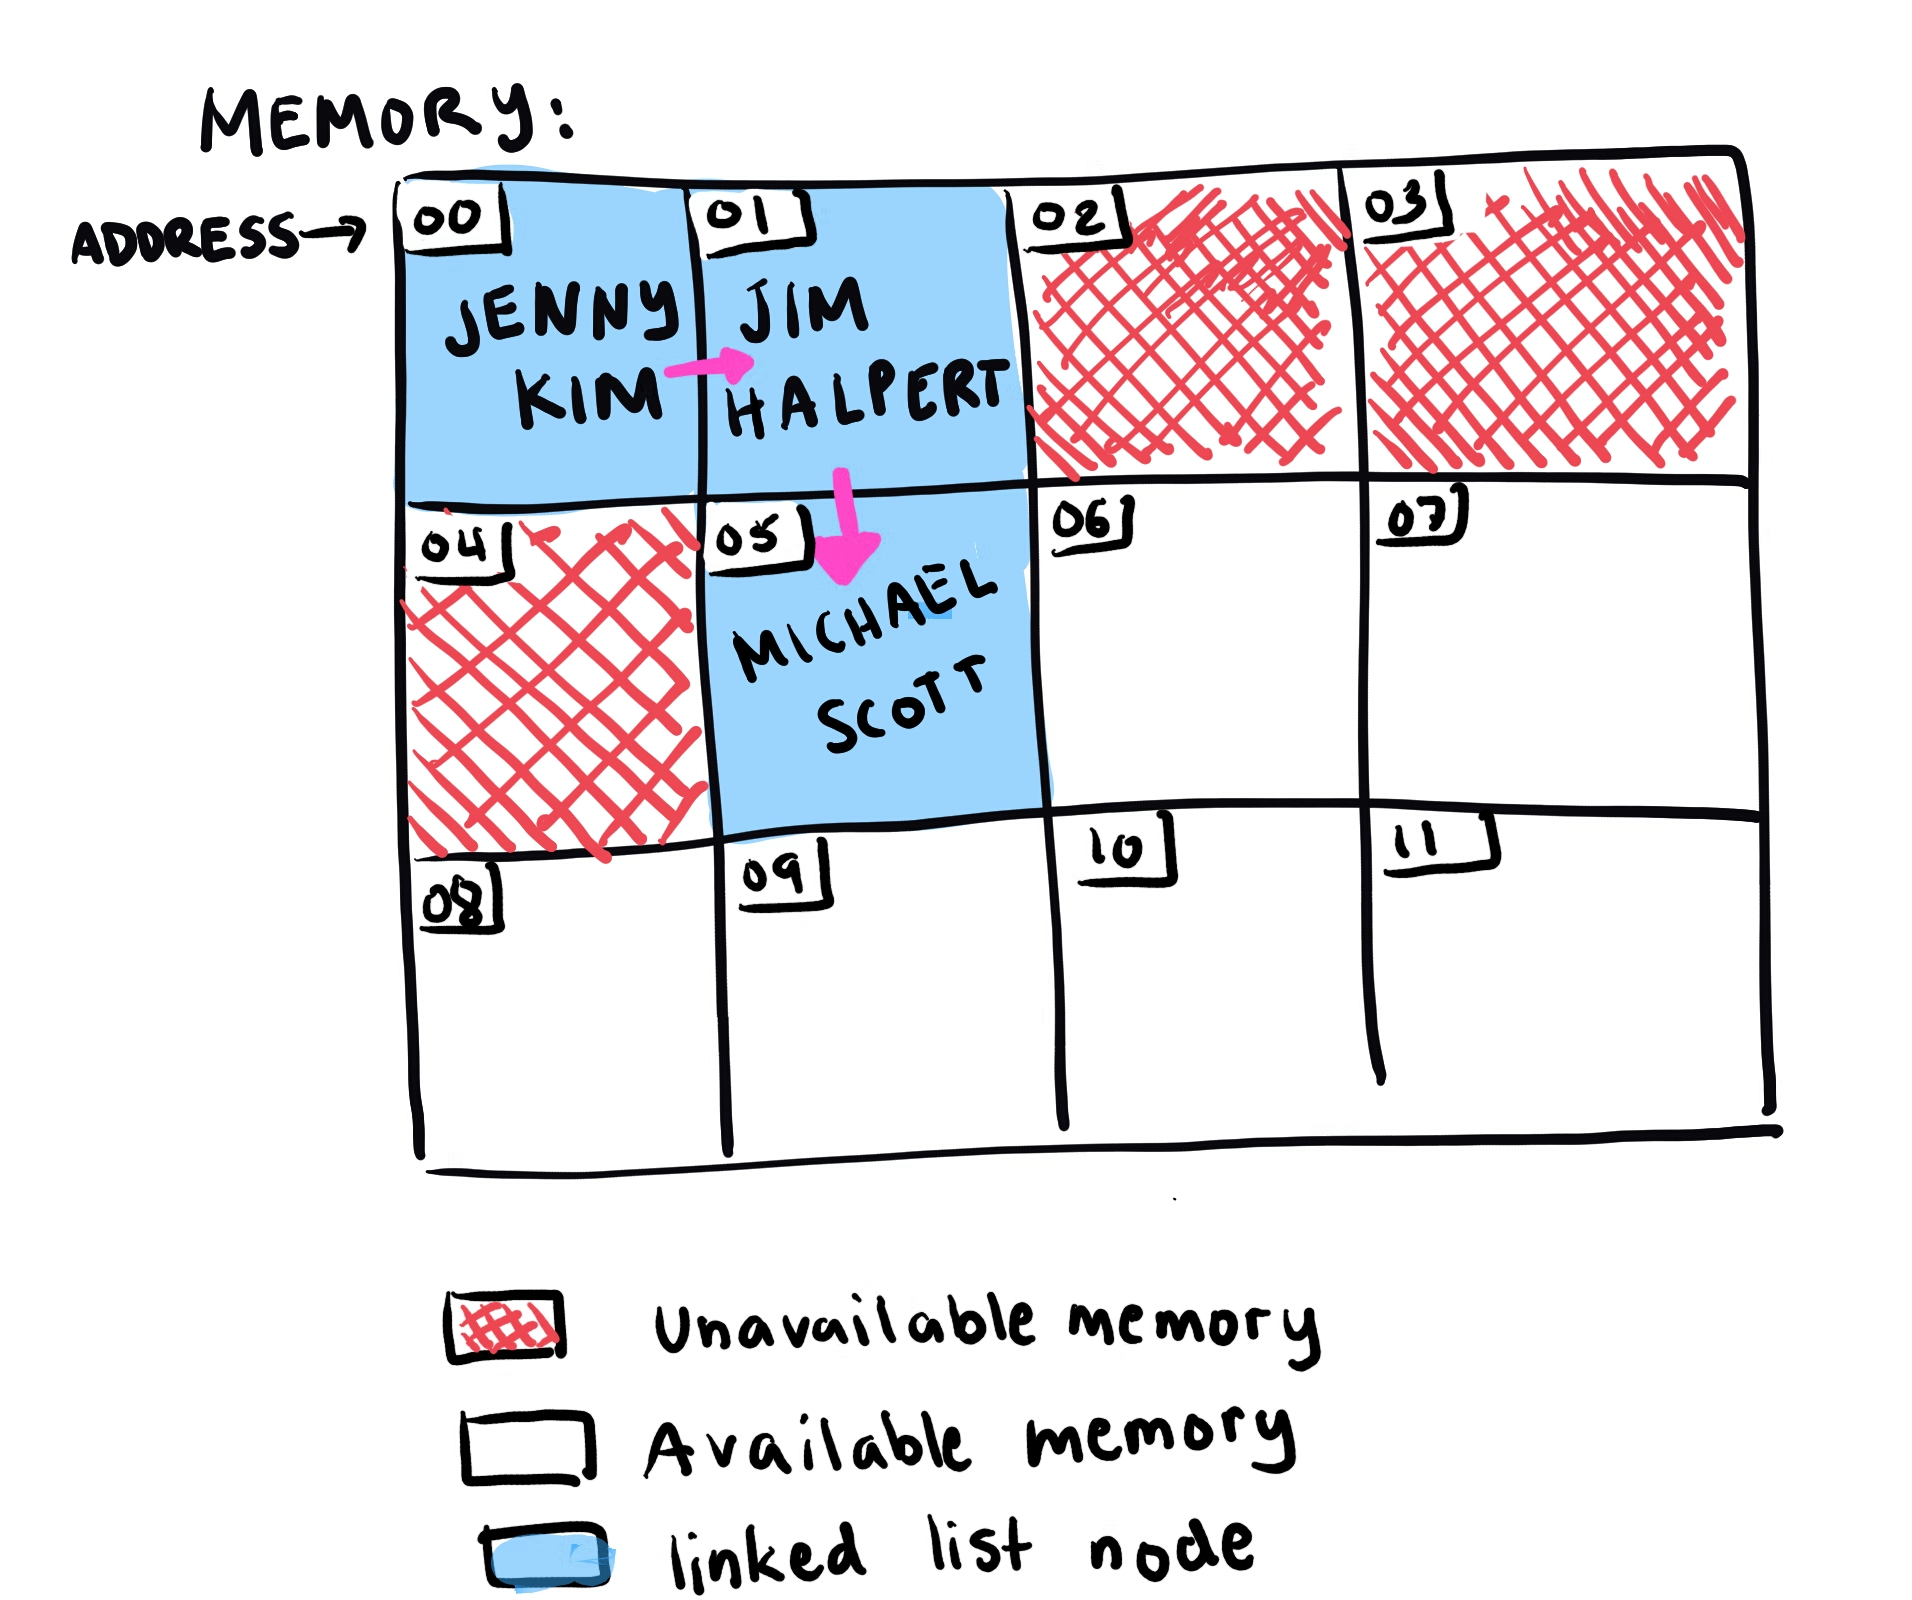 MEMORY:
ADDRESS →
00
01
02
03
JENNY
KIM
JIM
HALPERT
04
05
06
07
MICHAEL
SCOTT
08
09
10
11
Unavailable memory
Available memory
linked list node